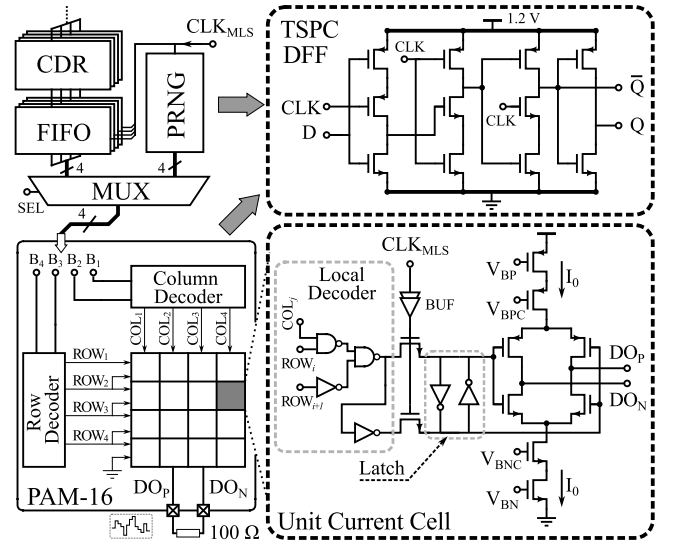 CDR
FIFO
CLK_MLS
PRNG
4
4
MUX
SEL
4
B₄ B₃ B₂ B₁
Column
Decoder
COL₁ COL₂ COL₃ COL₄
Row
Decoder
ROW₁
ROW₂
ROW₃
ROW₄
PAM-16
DO_P DO_N
100 Ω
TSPC
DFF
1.2 V
CLK
CLK
D
CLK
Q̅
Q
CLK_MLS
Local
Decoder
BUF
COL_j
ROW_i
ROW_i+1
Latch
V_BP
I₀
V_BPC
DO_P
DO_N
V_BNC
V_BN
I₀
Unit Current Cell